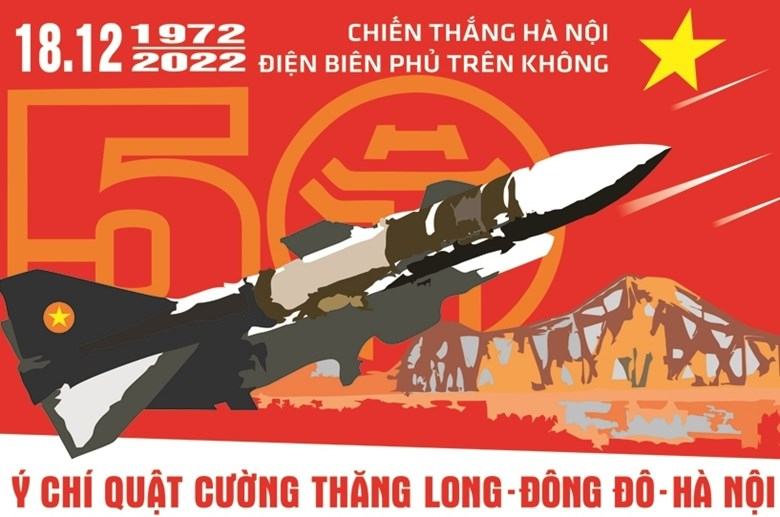 18.12 1972
2022
CHIẾN THẮNG HÀ NỘI
ĐIỆN BIÊN PHỦ TRÊN KHÔNG
50
Ý CHÍ QUẬT CƯỜNG THĂNG LONG-ĐÔNG ĐÔ-HÀ NỘI